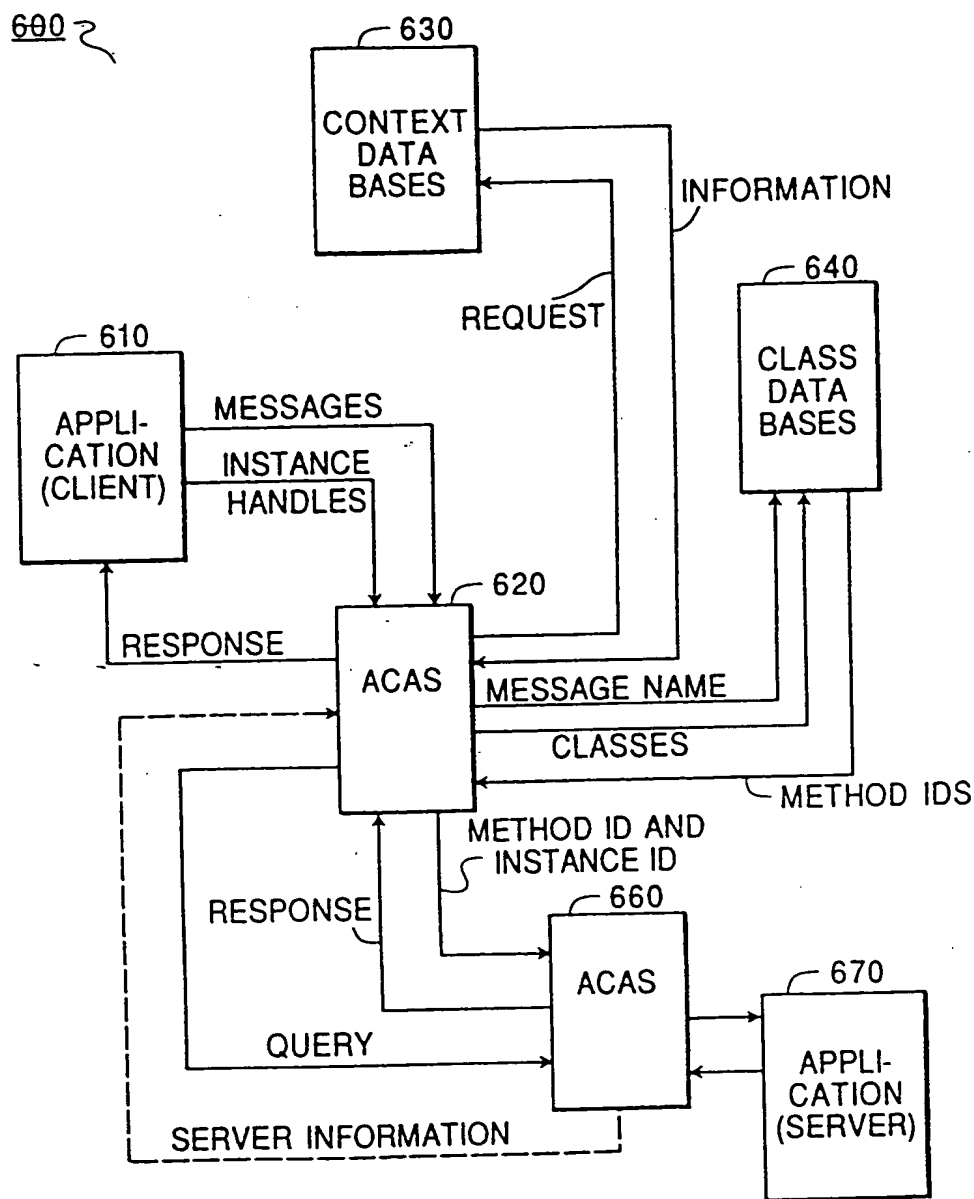 600
630
CONTEXT
DATA
BASES
INFORMATION
REQUEST
640
CLASS
DATA
BASES
610
APPLI-
CATION
(CLIENT)
MESSAGES
INSTANCE
HANDLES
620
ACAS
RESPONSE
MESSAGE NAME
CLASSES
METHOD IDS
METHOD ID AND
INSTANCE ID
RESPONSE
660
ACAS
670
APPLI-
CATION
(SERVER)
QUERY
SERVER INFORMATION